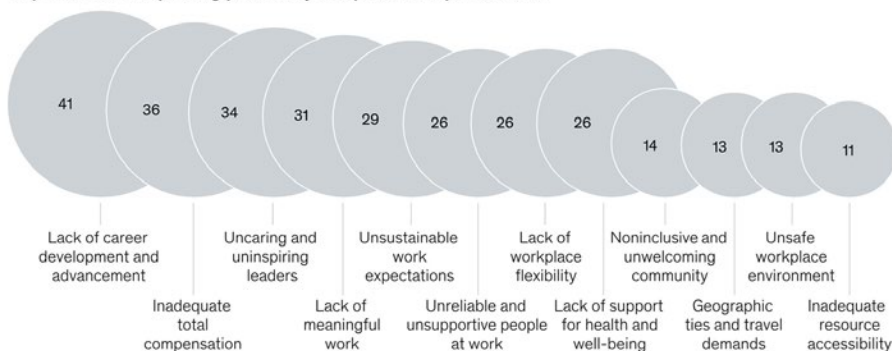 41
36
34
31
29
26
26
26
14
13
13
11
Lack of career
development and
advancement
Inadequate
total
compensation
Uncaring and
uninspiring
leaders
Lack of
meaningful
work
Unsustainable
work
expectations
Unreliable and
unsupportive people
at work
Lack of
workplace
flexibility
Lack of support
for health and
well-being
Noninclusive and
unwelcoming
community
Geographic
ties and travel
demands
Unsafe
workplace
environment
Inadequate
resource
accessibility